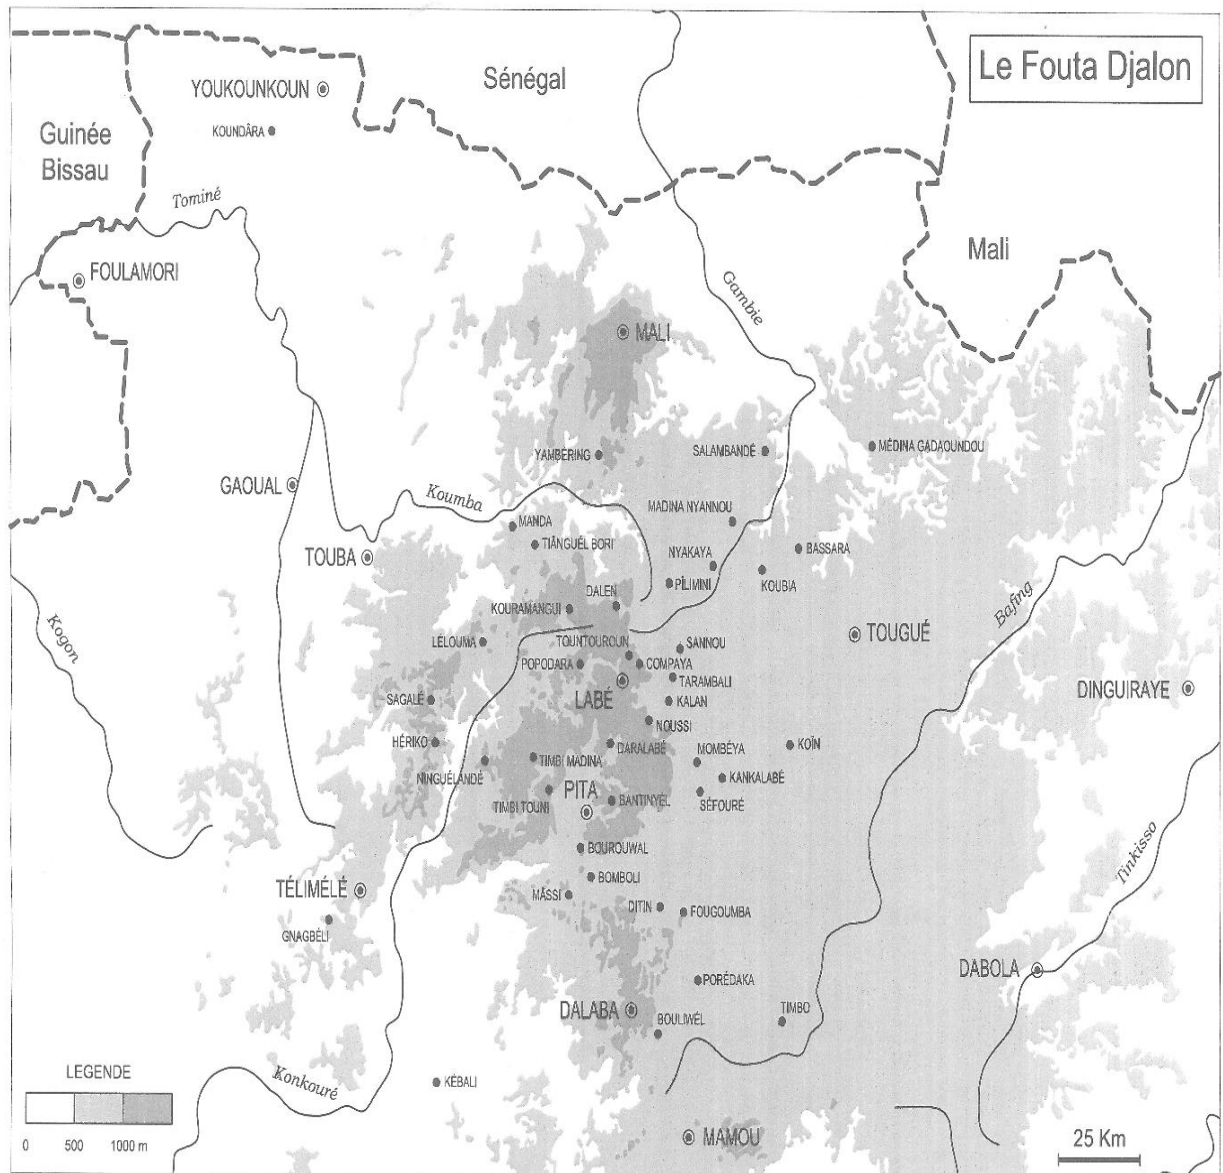 Le Fouta Djalon
Sénégal
YOUKOUNKOUN
KOUNDÂRA
Guinée
Bissau
Tominé
FOULAMORI
Mali
Gambie
MALI
YAMBERING
SALAMBANDÉ
MÉDINA GADAOUNDOU
GAOUAL
Koumba
MANDA
MADINA NYANNOU
TIÂNGUÉL BORI
BASSARA
TOUBA
NYAKAYA
KOUBIA
PÎLIMINI
DALEN
KOURAMANGUI
Bafing
Kogon
LÉLOUMA
TOUNTOUROUN
SANNOU
TOUGUÉ
POPODARA
COMPAYA
TARAMBALI
LABÉ
KALAN
DINGUIRAYE
SAGALÉ
NOUSSI
HÉRIKO
DARALABÉ
MOMBÉYA
KOÏN
NINGUÉLANDÉ
TIMBI MADINA
KANKALABÉ
PITA
SÉFOURÉ
TIMBI TOUNI
BANTINYÉL
BOUROUWAL
Tinkisso
BOMBOLI
TÉLIMÉLÉ
MÂSSI
DITIN
FOUGOUMBA
GNAGBÉLI
DABOLA
PORÉDAKA
DALABA
BOULIWÉL
TIMBO
LEGENDE
Konkouré
KÉBALI
0 500 1000 m
MAMOU
25 Km